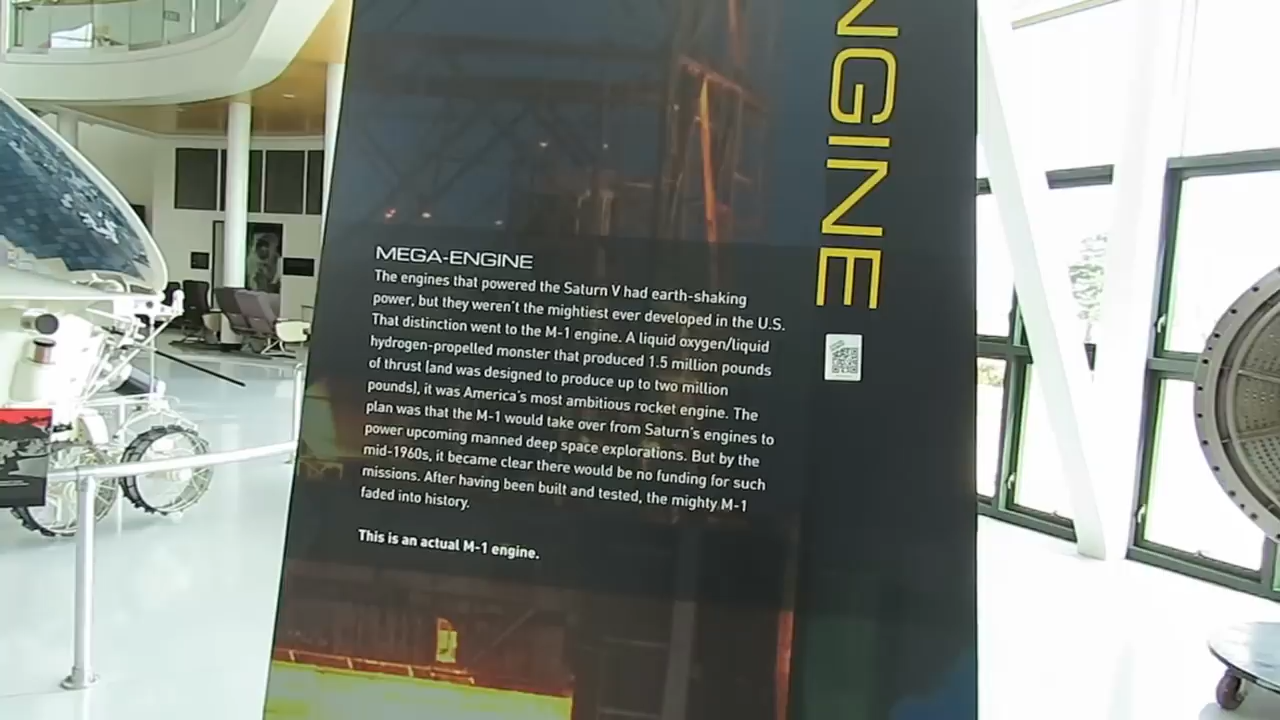 NGINE
MEGA-ENGINE
The engines that powered the Saturn V had earth-shaking
power, but they weren't the mightiest ever developed in the U.S.
That distinction went to the M-1 engine. A liquid oxygen/liquid
hydrogen-propelled monster that produced 1.5 million pounds
of thrust (and was designed to produce up to two million
pounds), it was America's most ambitious rocket engine. The
plan was that the M-1 would take over from Saturn's engines to
power upcoming manned deep space explorations. But by the
mid-1960s, it became clear there would be no funding for such
missions. After having been built and tested, the mighty M-1
faded into history.
This is an actual M-1 engine.